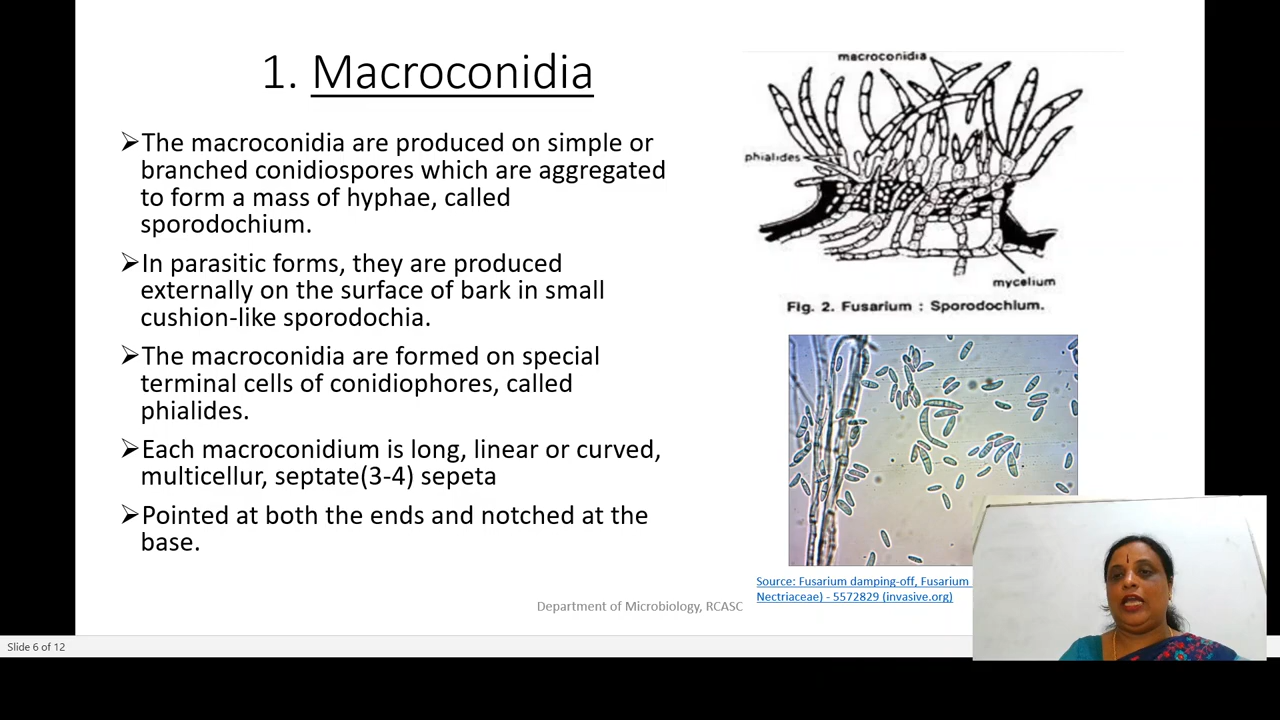 1. Macroconidia
➢The macroconidia are produced on simple or
branched conidiospores which are aggregated
to form a mass of hyphae, called
sporodochium.
➢In parasitic forms, they are produced
externally on the surface of bark in small
cushion-like sporodochia.
➢The macroconidia are formed on special
terminal cells of conidiophores, called
phialides.
➢Each macroconidium is long, linear or curved,
multicellur, septate(3-4) sepeta
➢Pointed at both the ends and notched at the
base.
macroconidia
phialides
mycelium
Fig. 2. Fusarium : Sporodochium.
Source: Fusarium damping-off, Fusarium
Nectriaceae) - 5572829 (invasive.org)
Department of Microbiology, RCASC
Slide 6 of 12